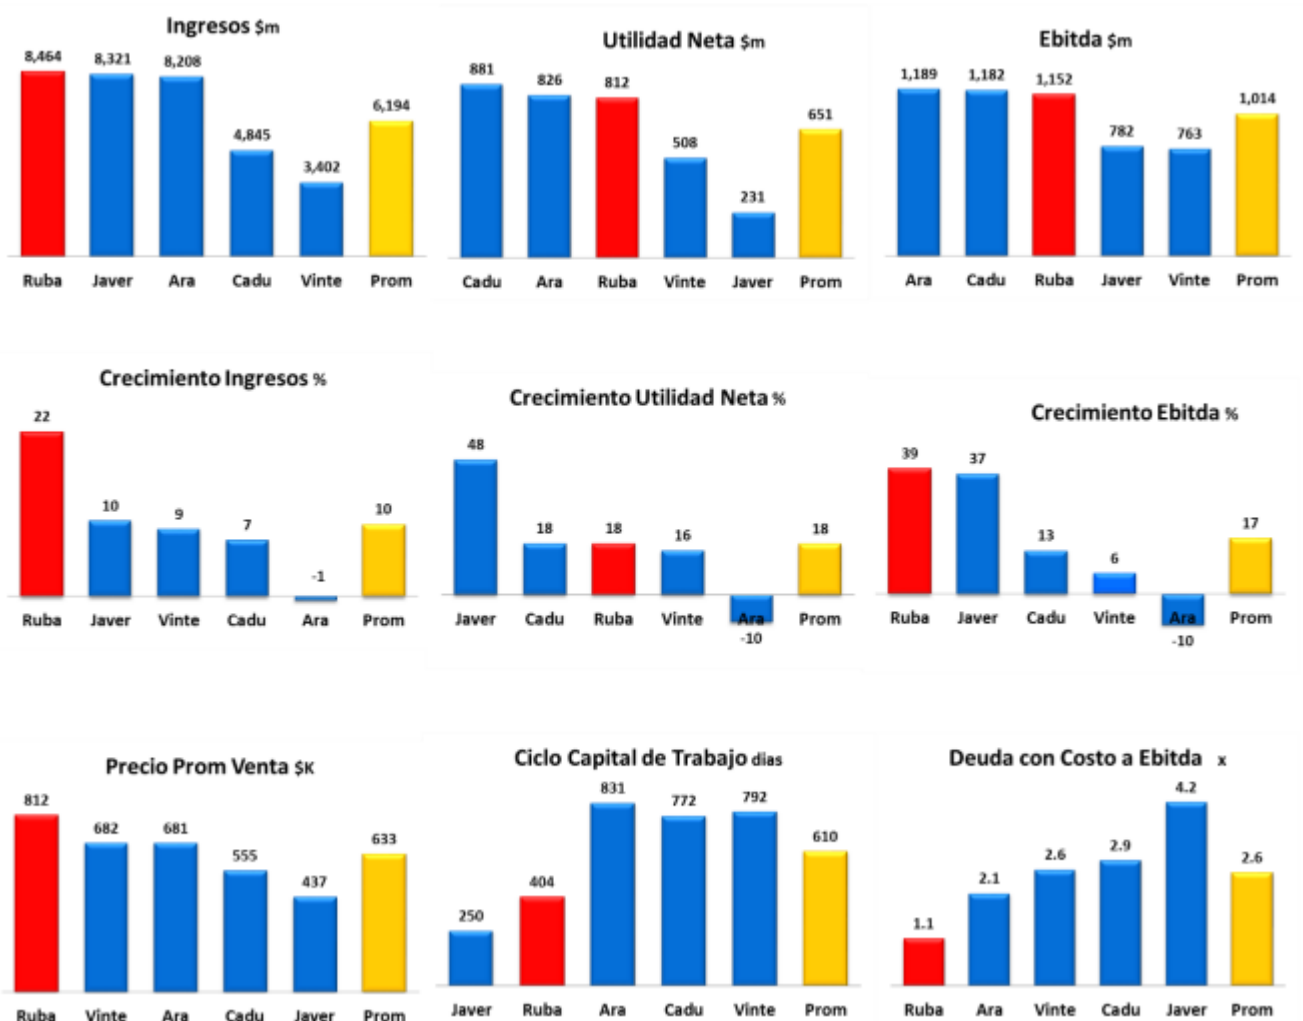 Ingresos $m
8,464 8,321 8,208 4,845 3,402 6,194
Ruba Javer Ara Cadu Vinte Prom
Utilidad Neta $m
881 826 812 508 231 651
Cadu Ara Ruba Vinte Javer Prom
Ebitda $m
1,189 1,182 1,152 782 763 1,014
Ara Cadu Ruba Javer Vinte Prom
Crecimiento Ingresos %
22 10 9 7 -1 10
Ruba Javer Vinte Cadu Ara Prom
Crecimiento Utilidad Neta %
48 18 18 16 -10 18
Javer Cadu Ruba Vinte Ara Prom
Crecimiento Ebitda %
39 37 13 6 -10 17
Ruba Javer Cadu Vinte Ara Prom
Precio Prom Venta $K
812 682 681 555 437 633
Ruba Vinte Ara Cadu Javer Prom
Ciclo Capital de Trabajo dias
250 404 831 772 792 610
Javer Ruba Ara Cadu Vinte Prom
Deuda con Costo a Ebitda x
1.1 2.1 2.6 2.9 4.2 2.6
Ruba Ara Vinte Cadu Javer Prom